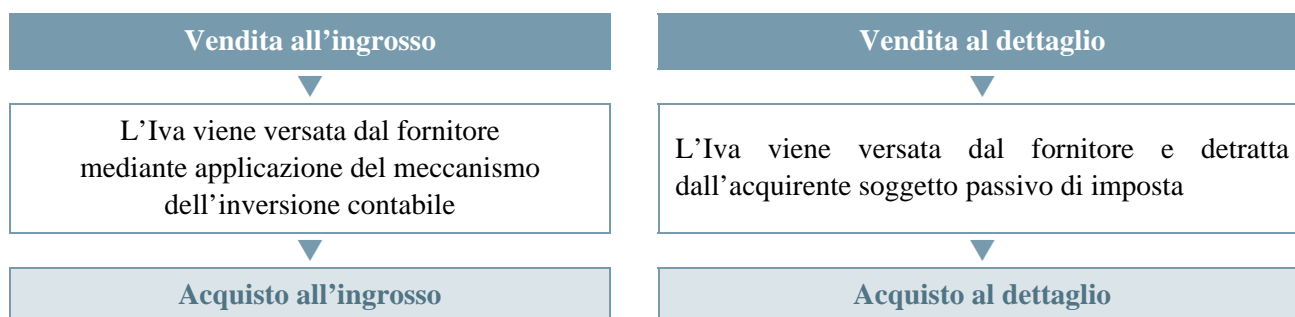 Vendita all’ingrosso
L’Iva viene versata dal fornitore
mediante applicazione del meccanismo
dell’inversione contabile
Acquisto all’ingrosso
Vendita al dettaglio
L’Iva viene versata dal fornitore e detratta
dall’acquirente soggetto passivo di imposta
Acquisto al dettaglio